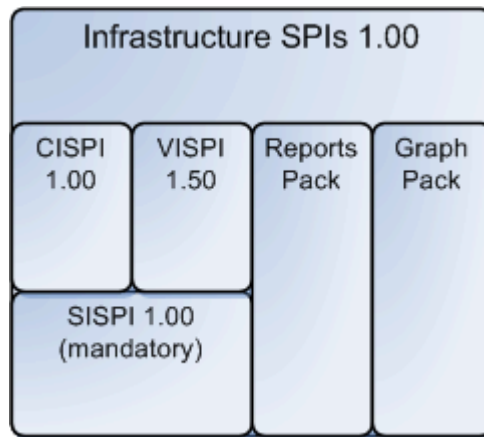 Infrastructure SPIs 1.00
CISPI
1.00
VISPI
1.50
Reports
Pack
Graph
Pack
SISPI 1.00
(mandatory)